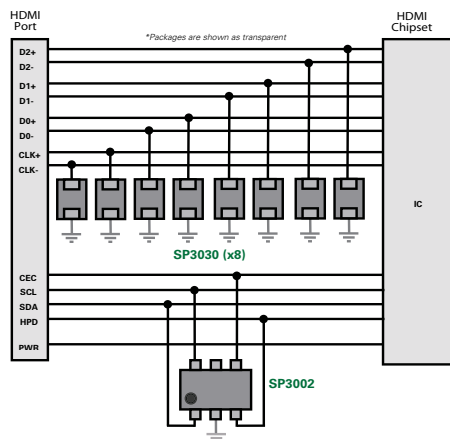 HDMI
Port
HDMI
Chipset
*Packages are shown as transparent
D2+
D2-
D1+
D1-
D0+
D0-
CLK+
CLK-
IC
SP3030 (x8)
CEC
SCL
SDA
HPD
PWR
SP3002